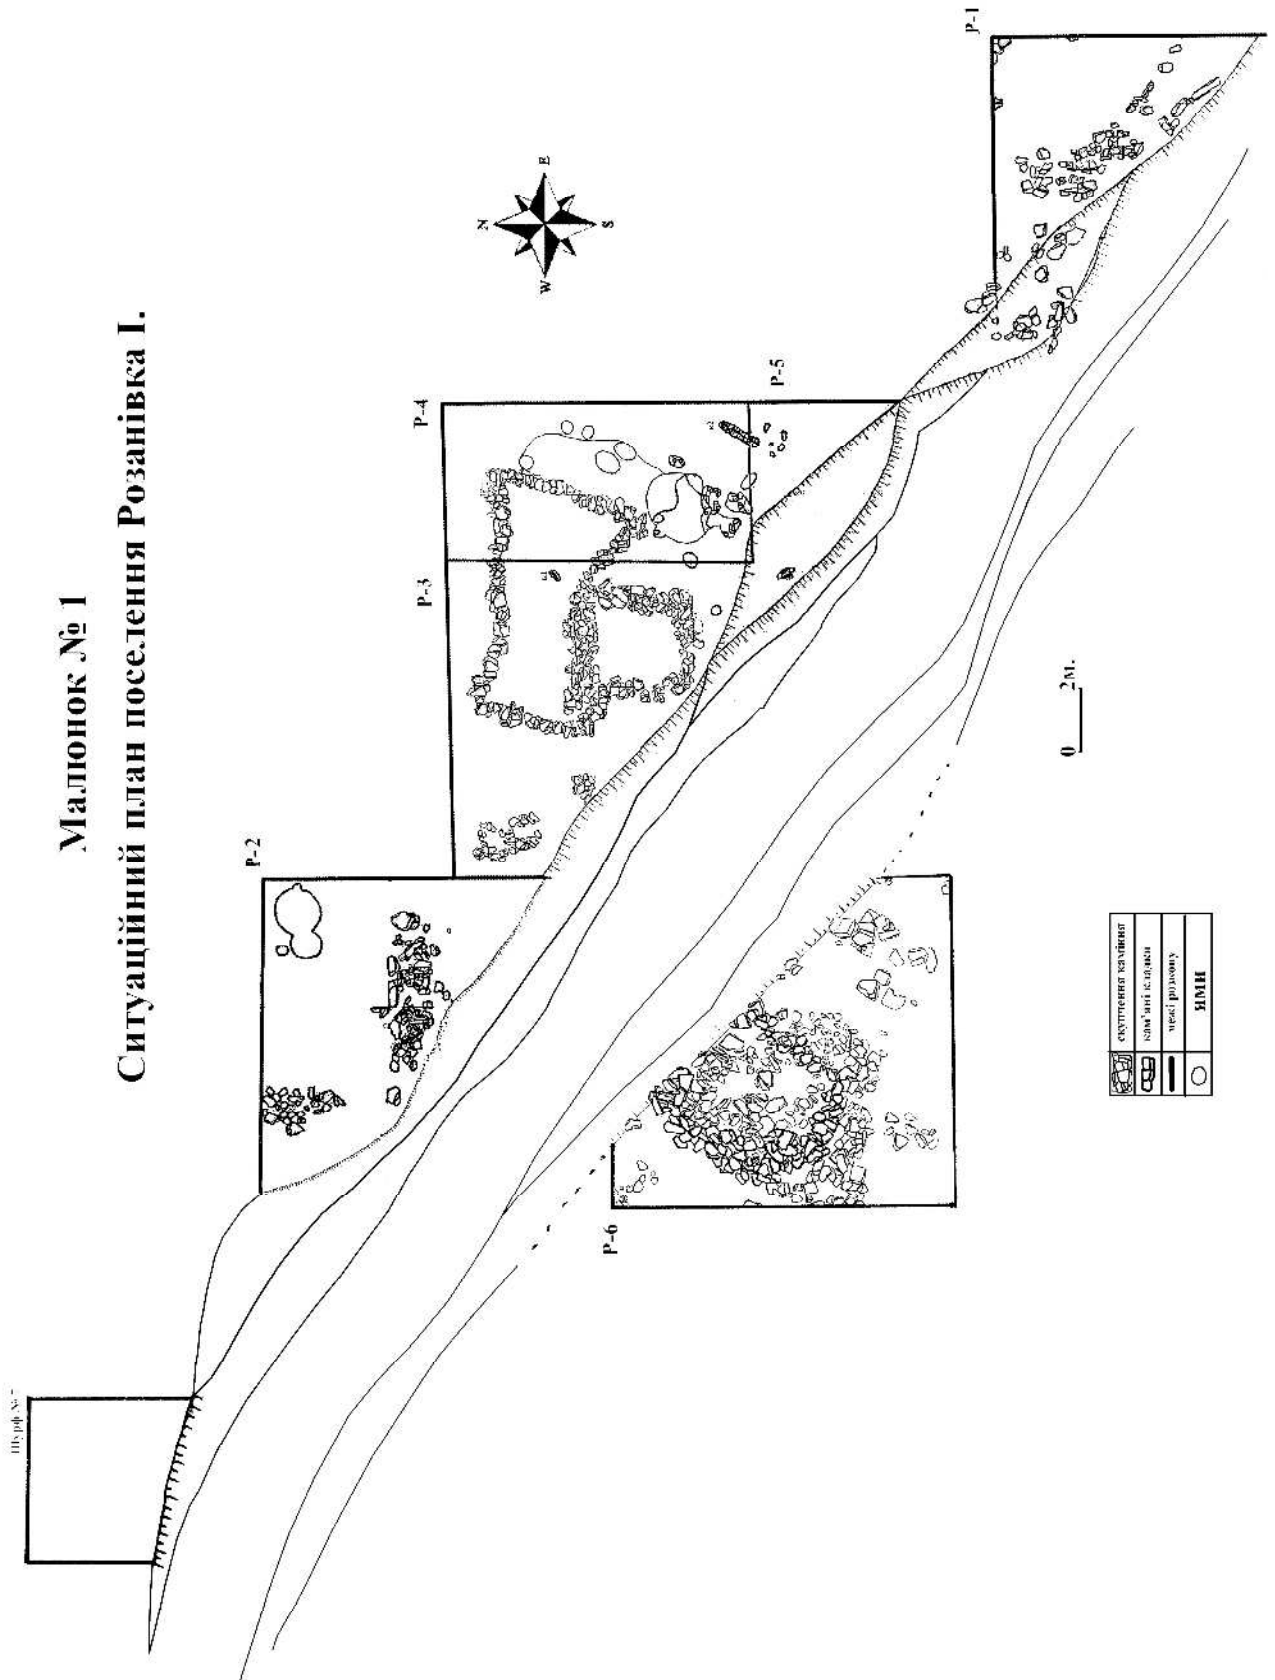 Малюнок № 1
Ситуаційний план поселення Розанівка I.
Р-1
N
E
S
W
Р-4
Р-5
Р-3
Р-2
Р-6
0 2м.
скупчення каміння
кам'яні кладки
межі розкопу
ЯМИ